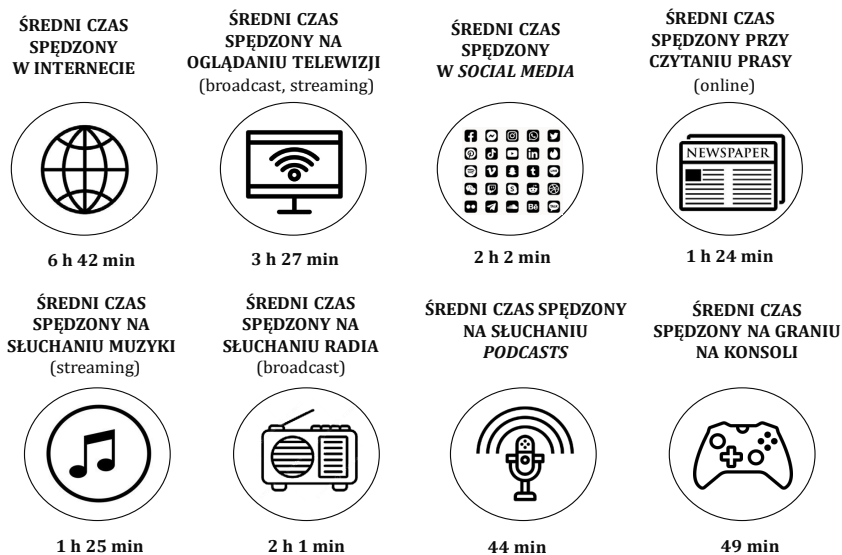 ŚREDNI CZAS
SPĘDZONY
W INTERNECIE
6 h 42 min
ŚREDNI CZAS
SPĘDZONY NA
OGLĄDANIU TELEWIZJI
(broadcast, streaming)
3 h 27 min
ŚREDNI CZAS
SPĘDZONY
W SOCIAL MEDIA
2 h 2 min
ŚREDNI CZAS
SPĘDZONY PRZY
CZYTANIU PRASY
(online)
NEWSPAPER
1 h 24 min
ŚREDNI CZAS
SPĘDZONY NA
SŁUCHANIU MUZYKI
(streaming)
1 h 25 min
ŚREDNI CZAS
SPĘDZONY NA
SŁUCHANIU RADIA
(broadcast)
2 h 1 min
ŚREDNI CZAS SPĘDZONY
NA SŁUCHANIU
PODCASTS
44 min
ŚREDNI CZAS
SPĘDZONY NA GRANIU
NA KONSOLI
49 min